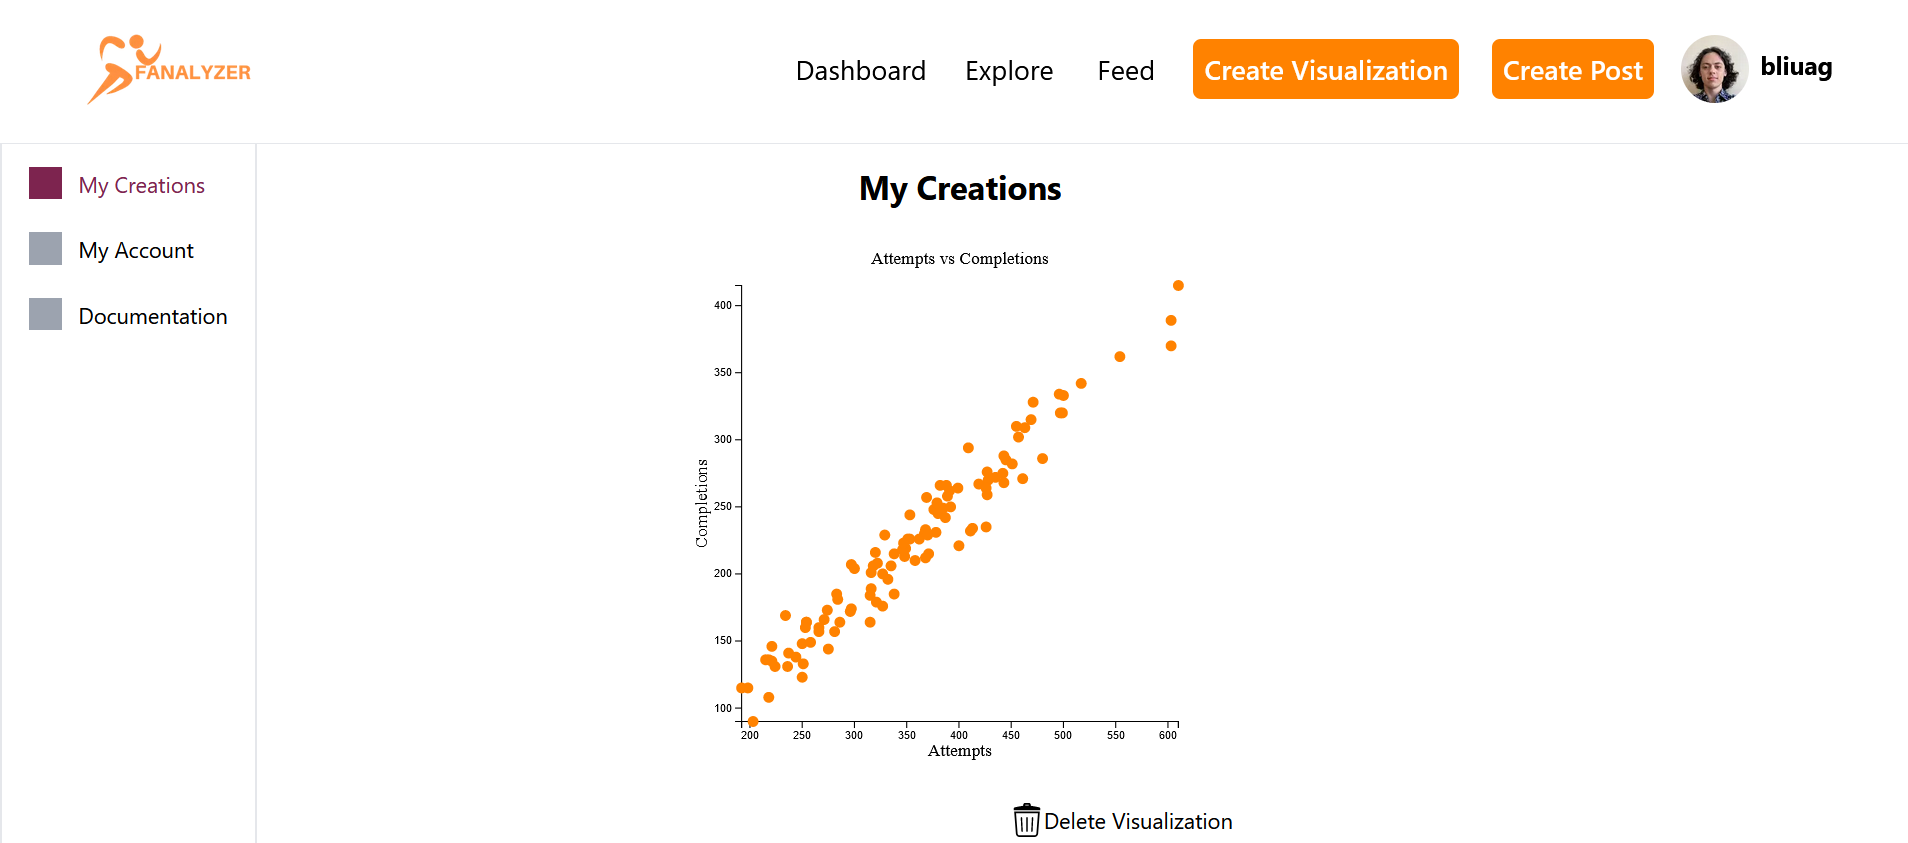 FANALYZER
Dashboard Explore Feed Create Visualization Create Post bliuag
My Creations
My Account
Documentation
My Creations
Attempts vs Completions
400
350
300
250
200
150
100
Completions
200 250 300 350 400 450 500 550 600
Attempts
Delete Visualization